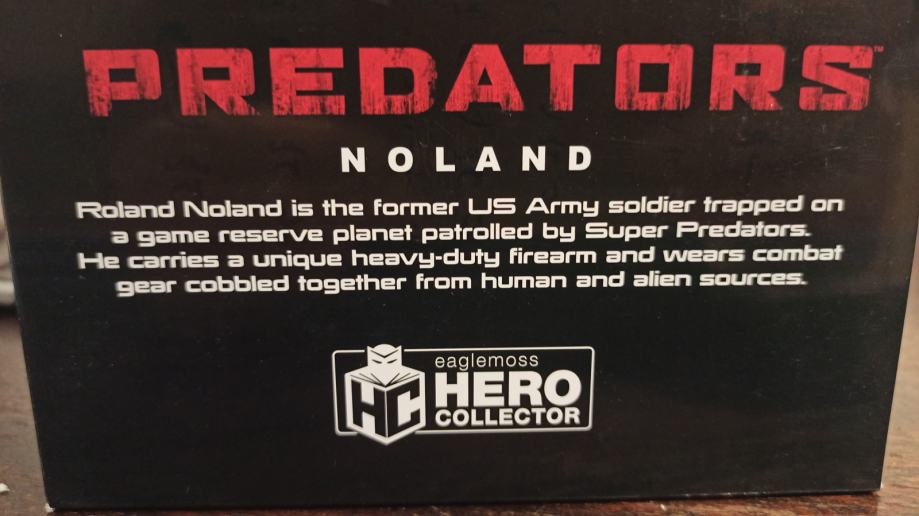 PREDATORS™
NOLAND
Roland Noland is the former US Army soldier trapped on
a game reserve planet patrolled by Super Predators.
He carries a unique heavy-duty firearm and wears combat
gear cobbled together from human and alien sources.
eaglemoss
HC HERO
COLLECTOR